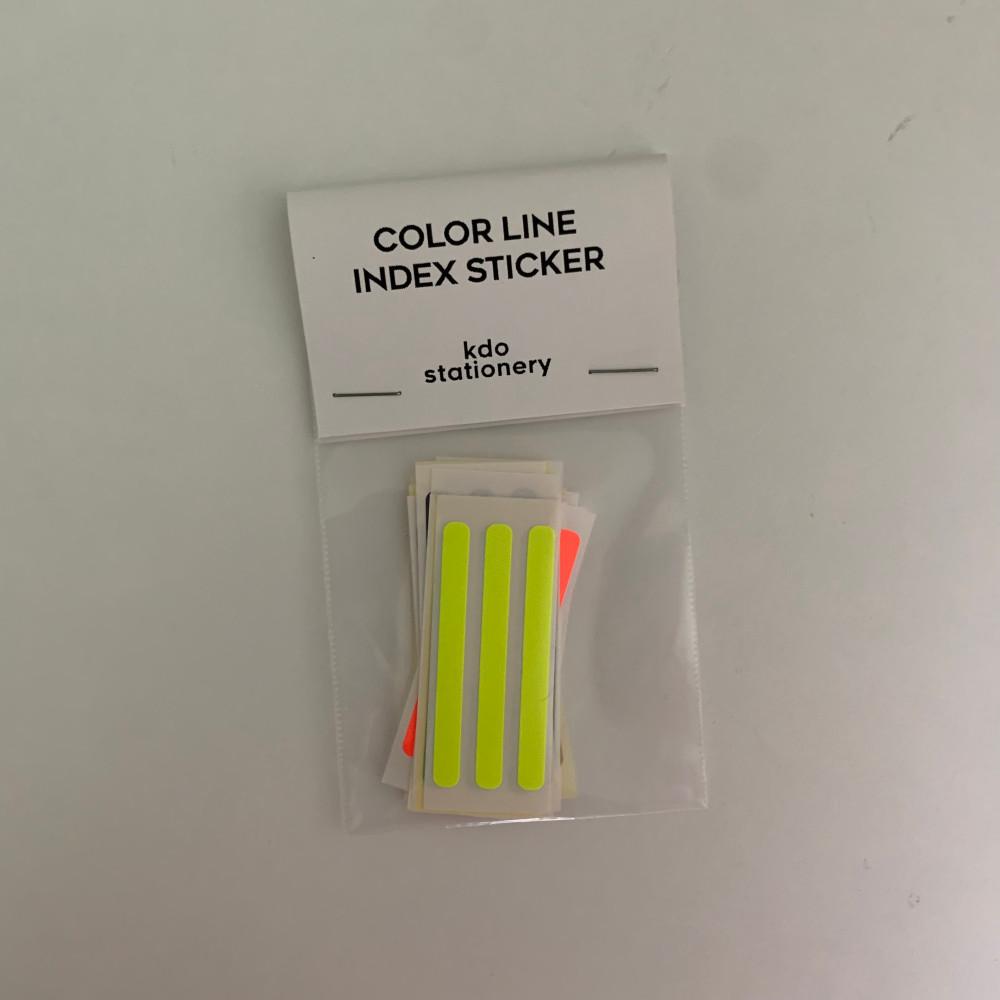 COLOR LINE
INDEX STICKER
kdo
stationery